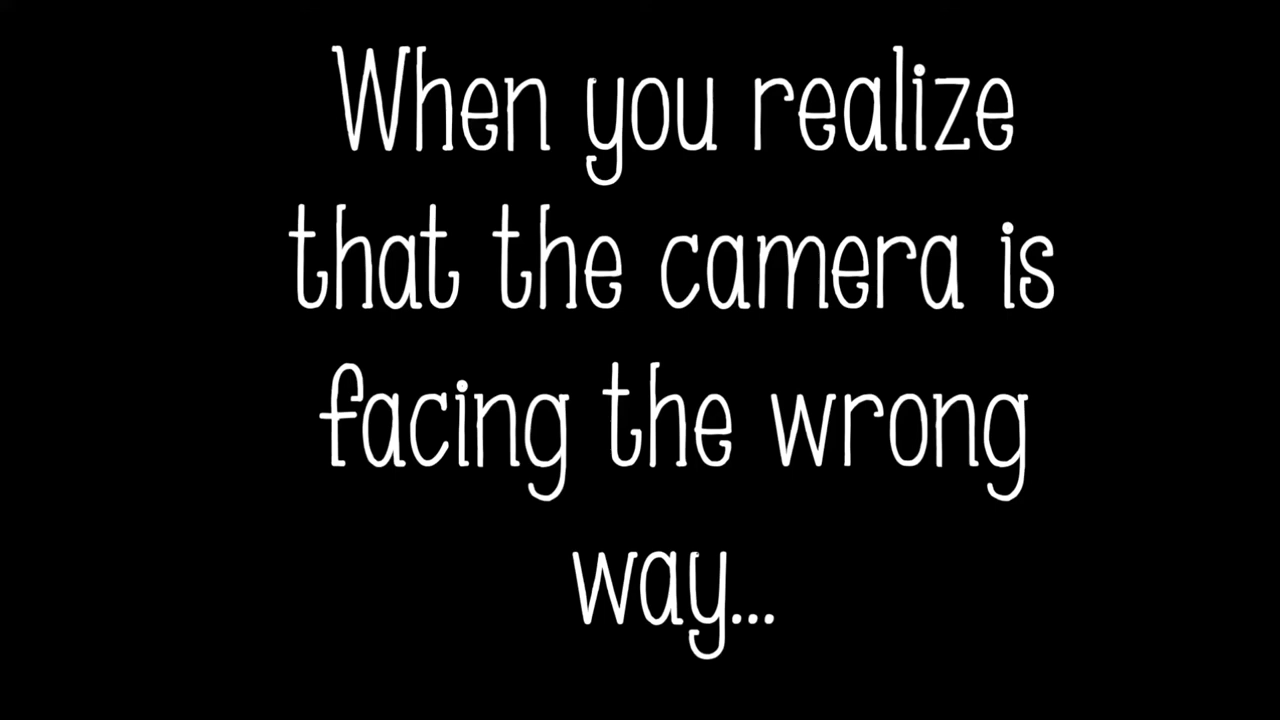 When you realize
that the camera is
facing the wrong
way...